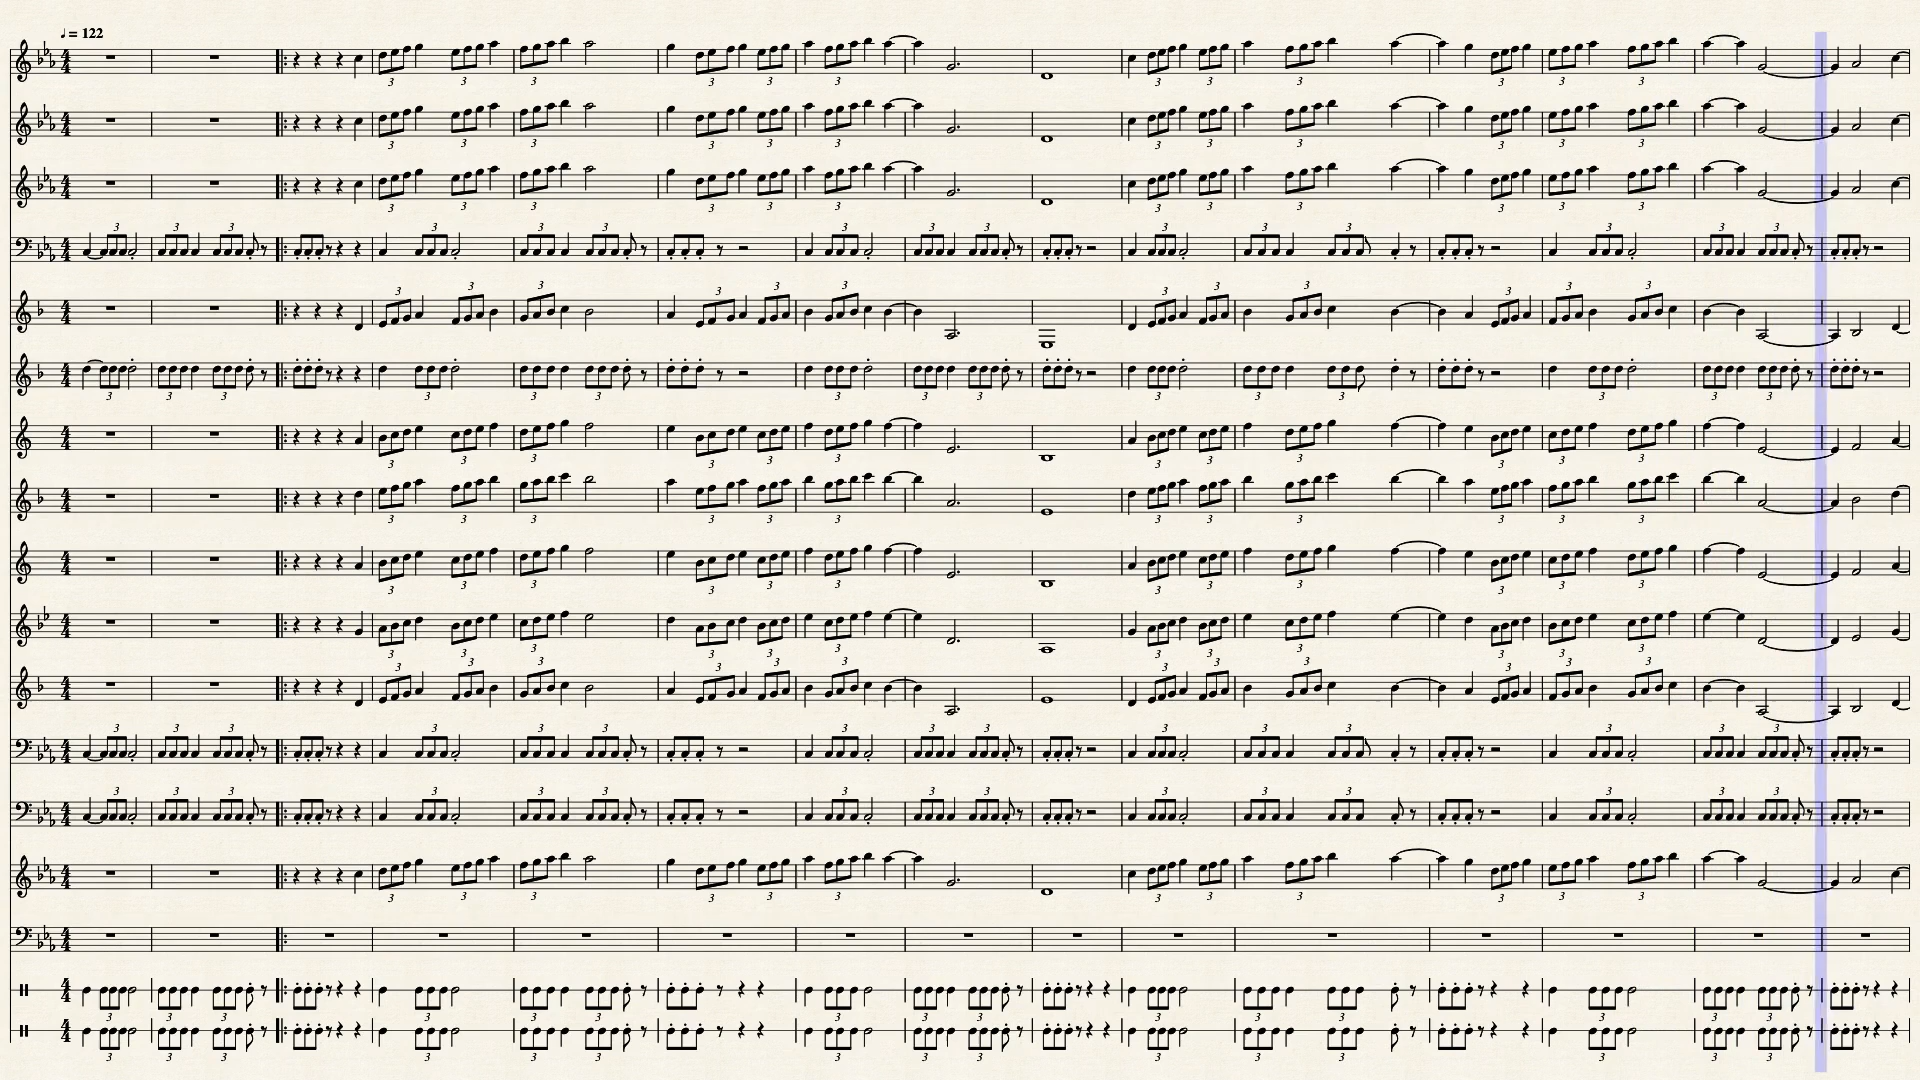 ♩ = 122